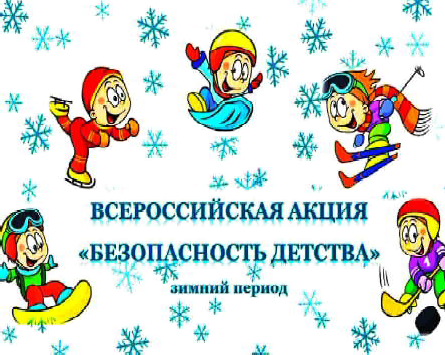 ВСЕРОССИЙСКАЯ АКЦИЯ
«БЕЗОПАСНОСТЬ ДЕТСТВА»
зимний период